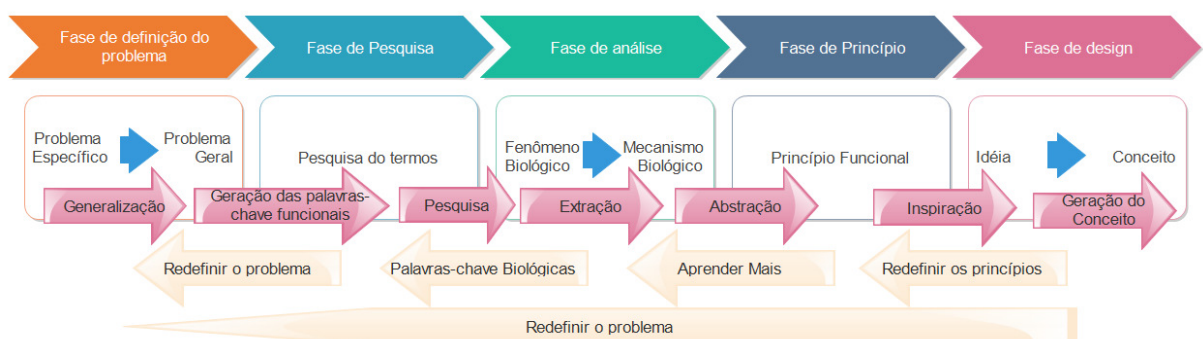 Fase de definição do
problema
Fase de Pesquisa
Fase de análise
Fase de Princípio
Fase de design
Problema
Específico
Problema
Geral
Pesquisa do termos
Fenômeno
Biológico
Mecanismo
Biológico
Princípio Funcional
Idéia
Conceito
Generalização
Geração das palavras-
chave funcionais
Pesquisa
Extração
Abstração
Inspiração
Geração do
Conceito
Redefinir o problema
Palavras-chave Biológicas
Aprender Mais
Redefinir os princípios
Redefinir o problema